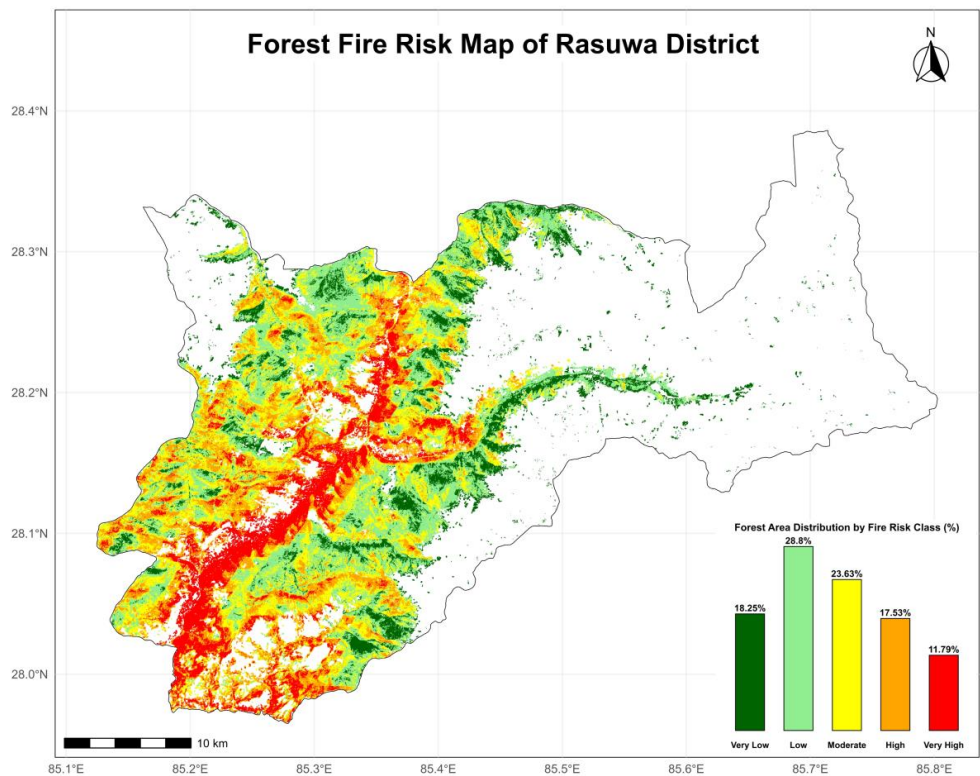 Forest Fire Risk Map of Rasuwa District
N
28.4°N
28.3°N
28.2°N
28.1°N
28.0°N
Forest Area Distribution by Fire Risk Class (%)
28.8%
23.63%
18.25%
17.53%
11.79%
Very Low Low Moderate High Very High
10 km
85.1°E 85.2°E 85.3°E 85.4°E 85.5°E 85.6°E 85.7°E 85.8°E